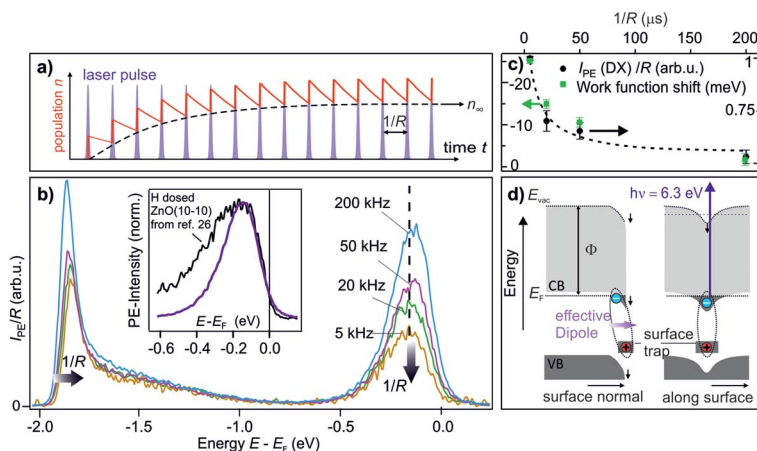 a)
laser pulse
population n
n∞
1/R
time t
b)
I_PE/R (arb.u.)
H dosed
ZnO(10-10)
from ref. 26
PE-Intensity (norm.)
-0.6 -0.4 -0.2 0.0
E-E_F (eV)
200 kHz
50 kHz
20 kHz
5 kHz
1/R
1/R
0
-2.0 -1.5 -1.0 -0.5 0.0
Energy E - E_F (eV)
1/R (µs)
0 50 100 150 200
c)
I_PE (DX) /R (arb.u.)
Work function shift (meV)
-20
-10
0
1
0.75
d)
hν = 6.3 eV
E_vac
Energy
Φ
CB
E_F
effective
Dipole
surface
trap
VB
surface normal
along surface